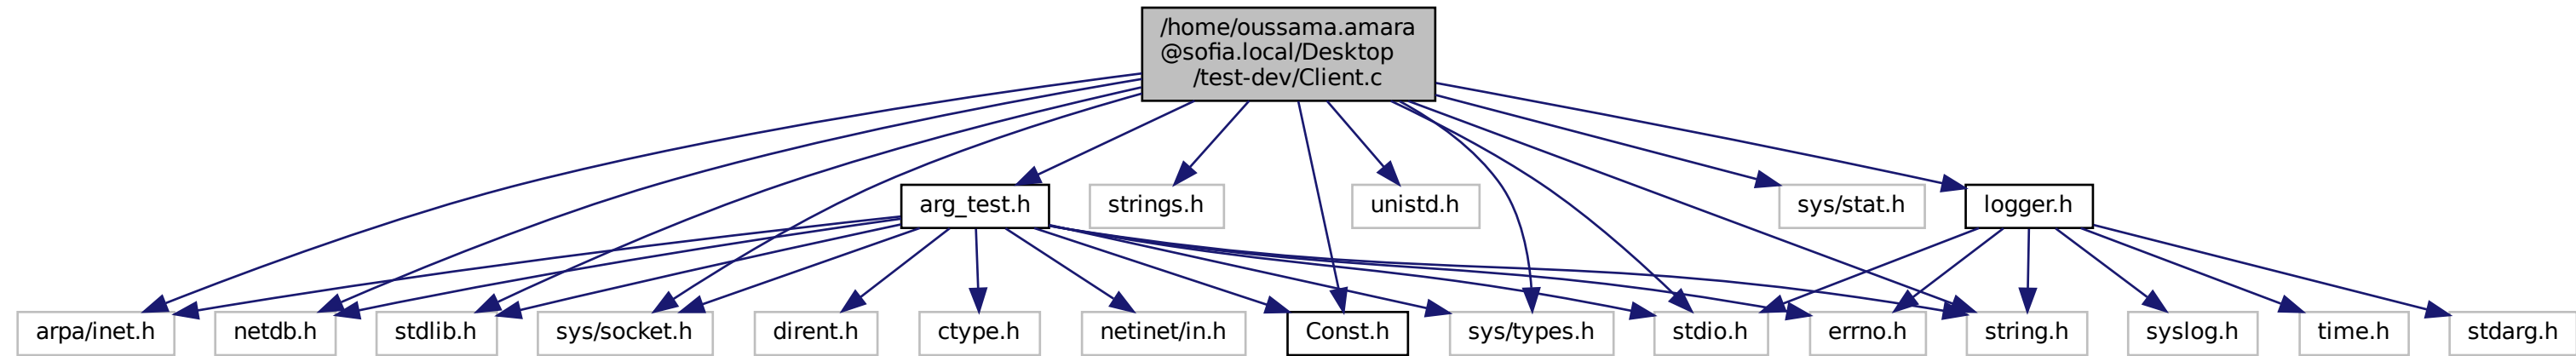 /home/oussama.amara
@sofia.local/Desktop
/test-dev/Client.c
arg_test.h
strings.h
unistd.h
sys/stat.h
logger.h
arpa/inet.h
netdb.h
stdlib.h
sys/socket.h
dirent.h
ctype.h
netinet/in.h
Const.h
sys/types.h
stdio.h
errno.h
string.h
syslog.h
time.h
stdarg.h